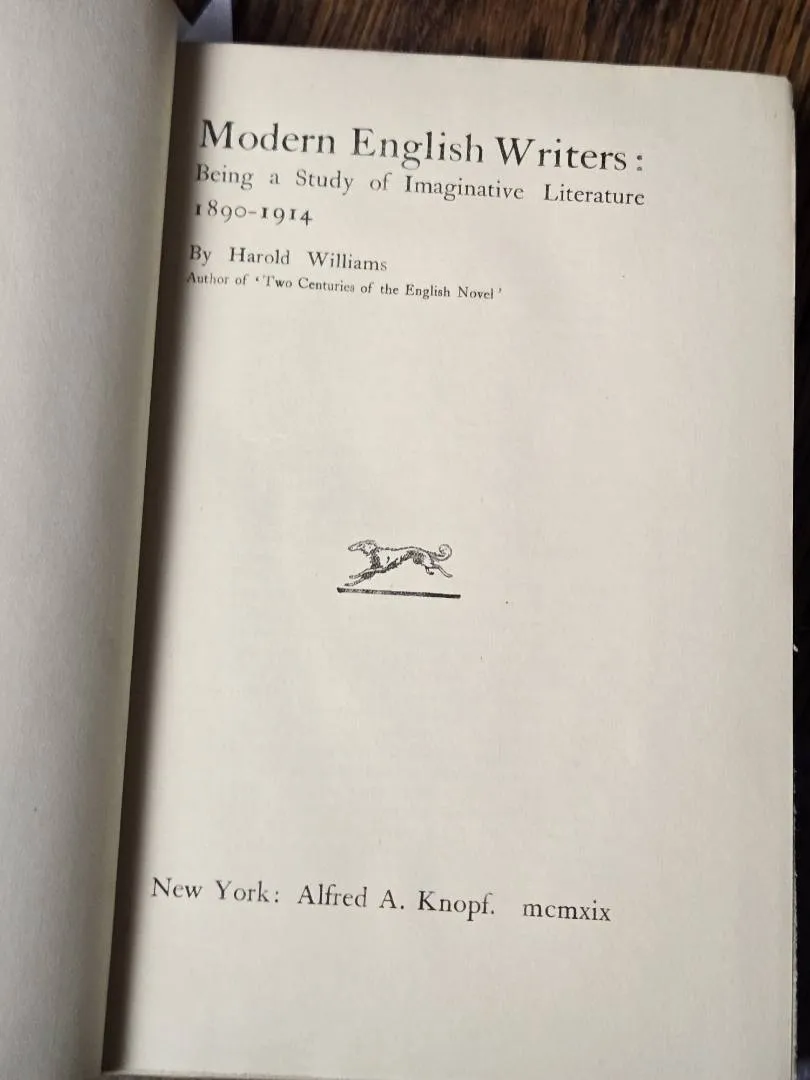 Modern English Writers:
Being a Study of Imaginative Literature
1890-1914
By Harold Williams
Author of ‘Two Centuries of the English Novel’
New York: Alfred A. Knopf. mcmxix